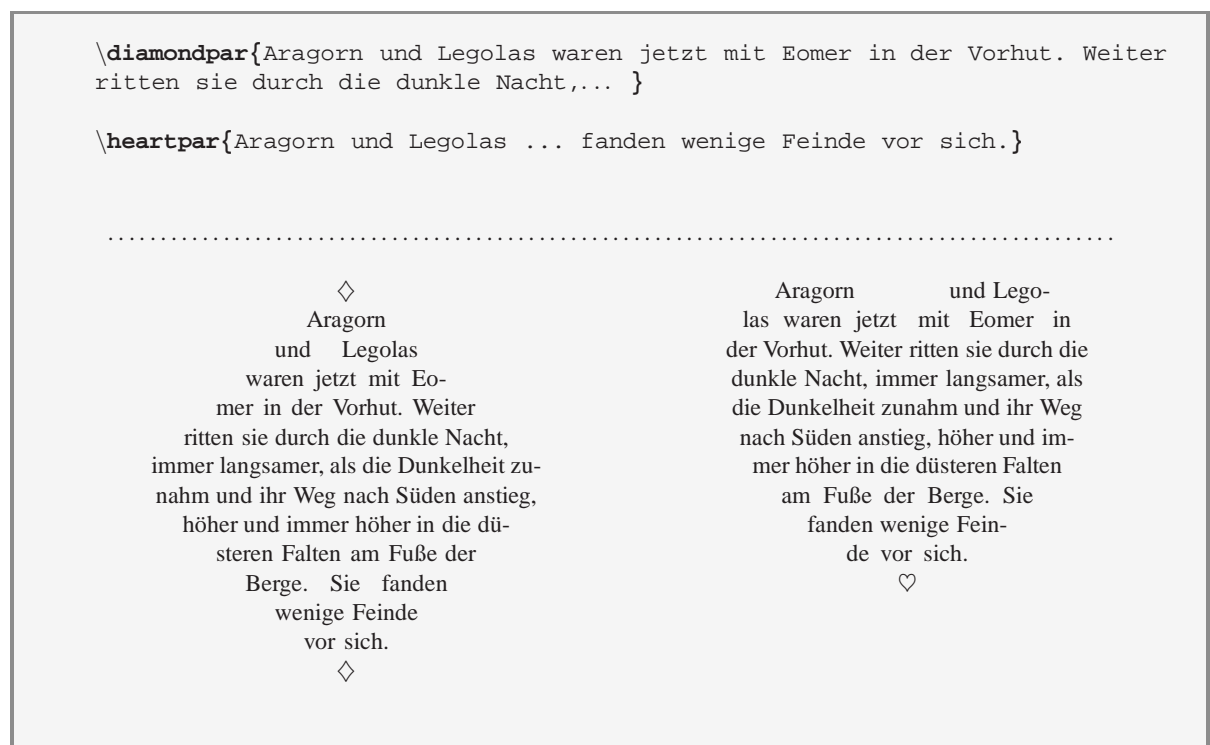 \diamondpar{Aragorn und Legolas waren jetzt mit Eomer in der Vorhut. Weiter
ritten sie durch die dunkle Nacht,... }
\heartpar{Aragorn und Legolas ... fanden wenige Feinde vor sich.}
................................................................................................
♢
Aragorn
und Legolas
waren jetzt mit Eo-
mer in der Vorhut. Weiter
ritten sie durch die dunkle Nacht,
immer langsamer, als die Dunkelheit zu-
nahm und ihr Weg nach Süden anstieg,
höher und immer höher in die dü-
steren Falten am Fuße der
Berge. Sie fanden
wenige Feinde
vor sich.
♢
Aragorn und Lego-
las waren jetzt mit Eomer in
der Vorhut. Weiter ritten sie durch die
dunkle Nacht, immer langsamer, als
die Dunkelheit zunahm und ihr Weg
nach Süden anstieg, höher und im-
mer höher in die düsteren Falten
am Fuße der Berge. Sie
fanden wenige Fein-
de vor sich.
♡